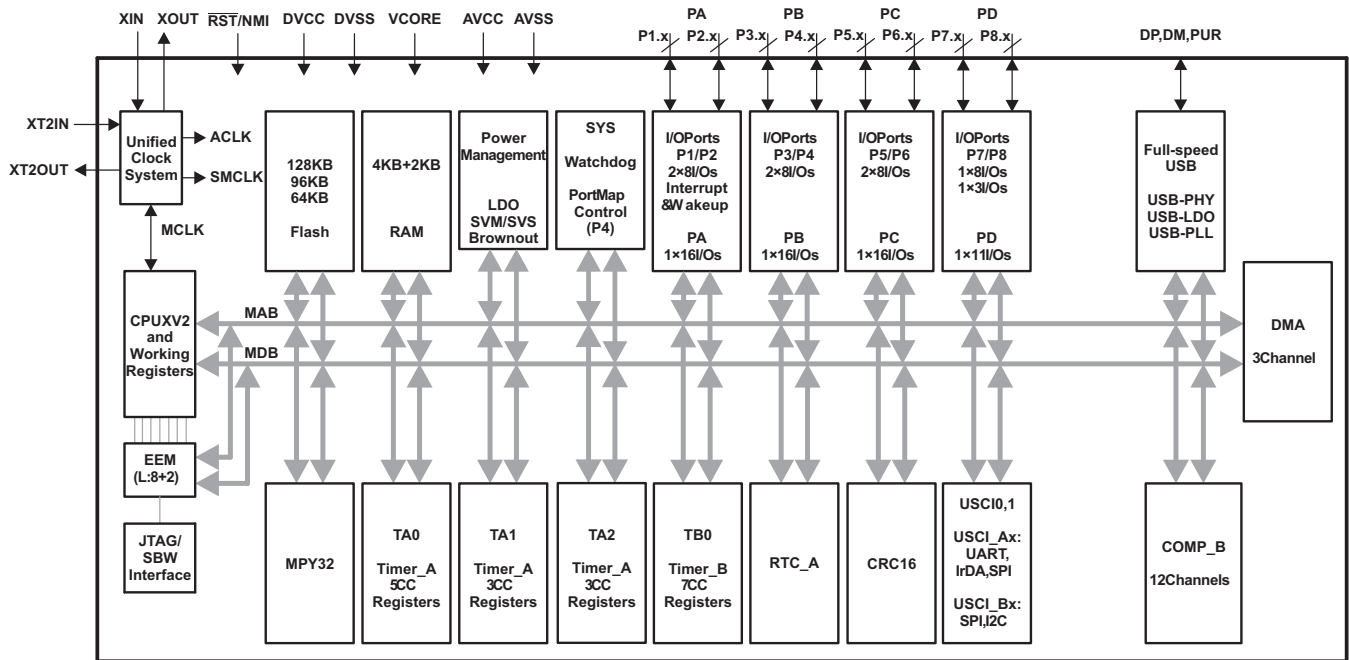 XIN XOUT RST/NMI DVCC DVSS VCORE AVCC AVSS
PA PB PC PD
P1.x P2.x P3.x P4.x P5.x P6.x P7.x P8.x
DP,DM,PUR
XT2IN
XT2OUT
Unified
Clock
System
ACLK
SMCLK
MCLK
128KB
96KB
64KB
Flash
4KB+2KB
RAM
Power
Management
LDO
SVM/SVS
Brownout
SYS
Watchdog
PortMap
Control
(P4)
I/OPorts
P1/P2
2×8I/Os
Interrupt
&Wakeup
PA
1×16I/Os
I/OPorts
P3/P4
2×8I/Os
PB
1×16I/Os
I/OPorts
P5/P6
2×8I/Os
PC
1×16I/Os
I/OPorts
P7/P8
1×8I/Os
1×3I/Os
PD
1×11I/Os
Full-speed
USB
USB-PHY
USB-LDO
USB-PLL
CPUXV2
and
Working
Registers
MAB
MDB
DMA
3Channel
EEM
(L:8+2)
JTAG/
SBW
Interface
MPY32
TA0
Timer_A
5CC
Registers
TA1
Timer_A
3CC
Registers
TA2
Timer_A
3CC
Registers
TB0
Timer_B
7CC
Registers
RTC_A
CRC16
USCI0,1
USCI_Ax:
UART,
IrDA,SPI
USCI_Bx:
SPI,I2C
COMP_B
12Channels